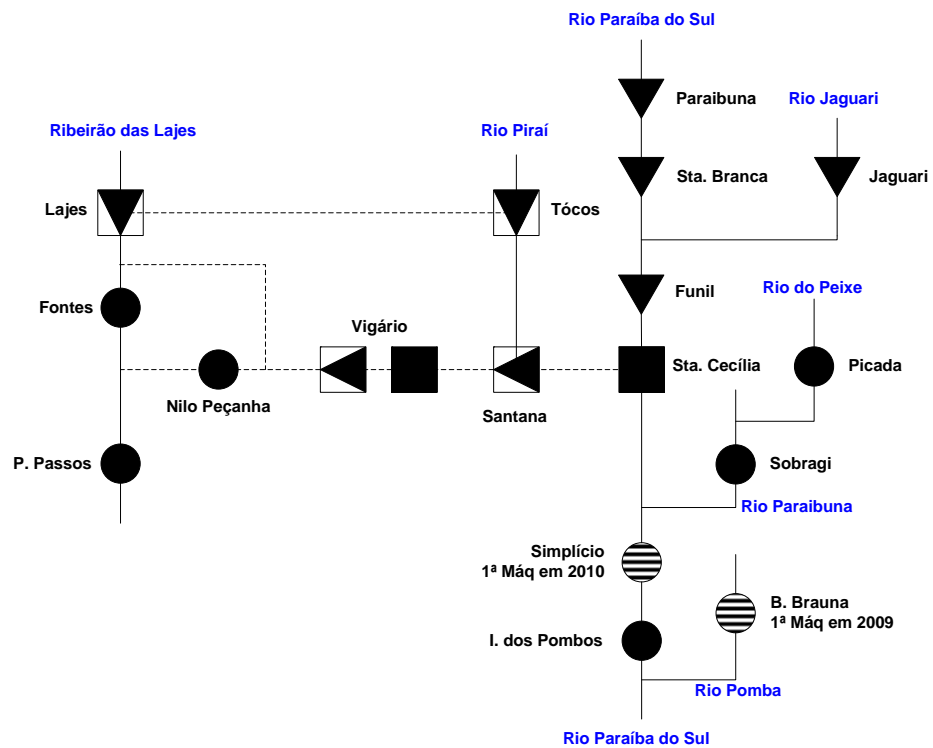 Rio Paraíba do Sul
Paraibuna
Rio Jaguari
Ribeirão das Lajes
Rio Piraí
Sta. Branca
Jaguari
Lajes
Tócos
Fontes
Funil
Rio do Peixe
Vigário
Sta. Cecília
Picada
Nilo Peçanha
Santana
P. Passos
Sobragi
Rio Paraibuna
Simplício
1ª Máq em 2010
B. Brauna
1ª Máq em 2009
I. dos Pombos
Rio Pomba
Rio Paraíba do Sul